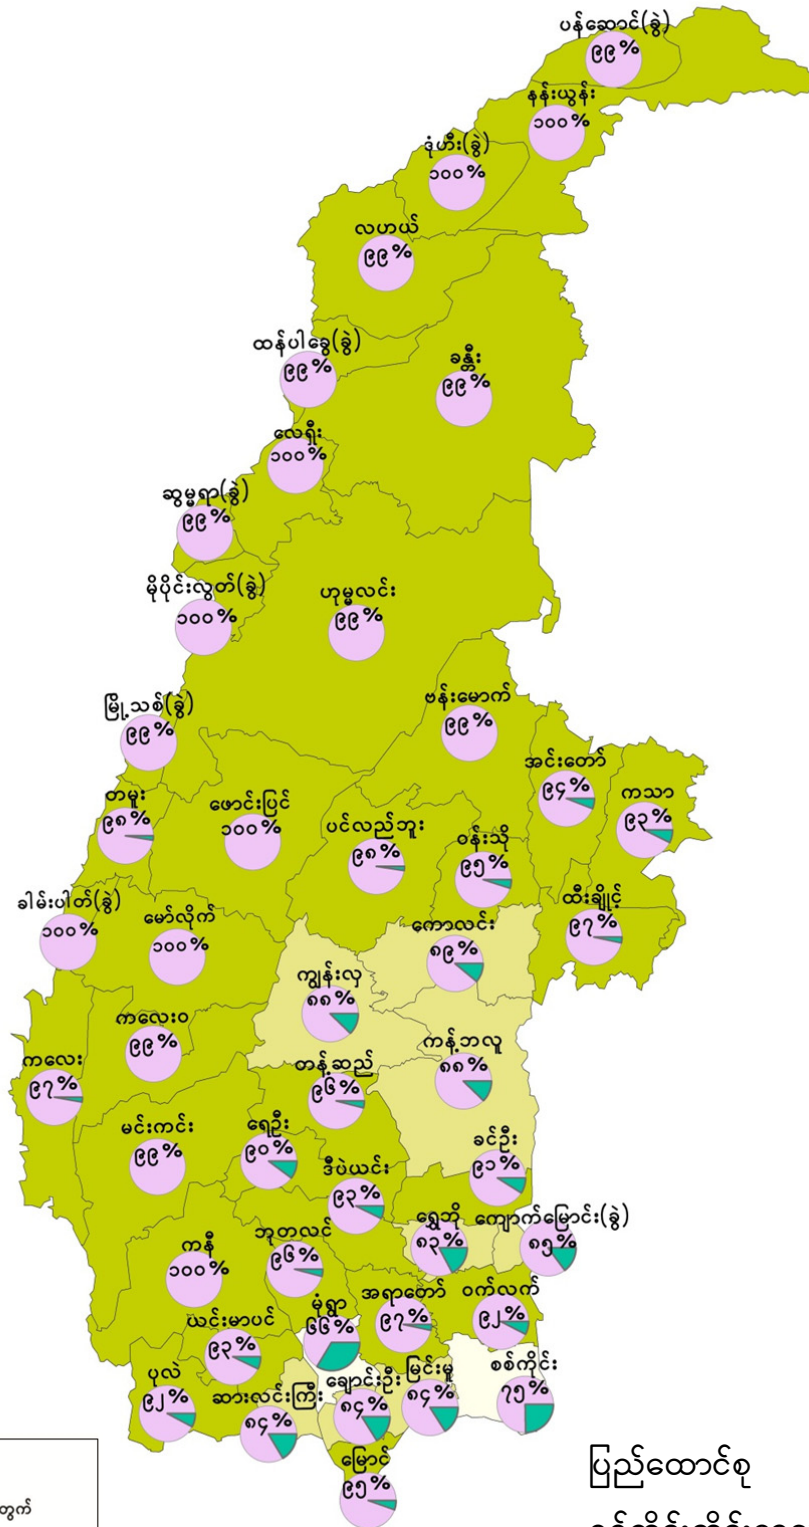 ပန်ဆောင်(ခွဲ)
၉၉%
နန်းယွန်း
၁၀၀%
ဒုံဟီး(ခွဲ)
၁၀၀%
လဟယ်
၉၉%
ထန်ပါခွေ(ခွဲ)
၉၉%
ခန္တီး
၉၉%
လေရှီး
၁၀၀%
ဆွမ္မရာ(ခွဲ)
၉၉%
မိုပိုင်းလွတ်(ခွဲ)
၁၀၀%
ဟုမ္မလင်း
၉၉%
မြို့သစ်(ခွဲ)
၉၉%
ဗန်းမောက်
၉၉%
အင်းတော်
၉၄%
ကသာ
၉၃%
တမူး
၉၈%
ဖောင်းပြင်
၁၀၀%
ပင်လည်ဘူး
၉၈%
ဝန်းသို
၉၅%
ထီးချိုင့်
၉၇%
ခါမ်းပါတ်(ခွဲ)
၁၀၀%
မော်လိုက်
၁၀၀%
ကောလင်း
၈၉%
ကျွန်းလှ
၈၈%
ကလေးဝ
၉၉%
ကန့်ဘလူ
၈၈%
ကလေး
၉၇%
တန့်ဆည်
၉၆%
မင်းကင်း
၉၉%
ရေဦး
၉၀%
ခင်ဦး
၉၁%
ဒီပဲယင်း
၉၃%
ရွှေဘို
၈၃%
ကျောက်မြောင်း(ခွဲ)
၈၅%
ကနီ
၁၀၀%
ဘုတလင်
၉၆%
အရာတော်
၉၇%
ဝက်လက်
၉၂%
မုံရွာ
၆၆%
ယင်းမာပင်
၉၃%
ပုလဲ
၉၂%
ဆားလင်းကြီး
၈၄%
ချောင်းဦး
၈၄%
မြင်းမူ
၈၄%
စစ်ကိုင်း
၇၅%
မြောင်
၉၅%
ပြည်ထောင်စု